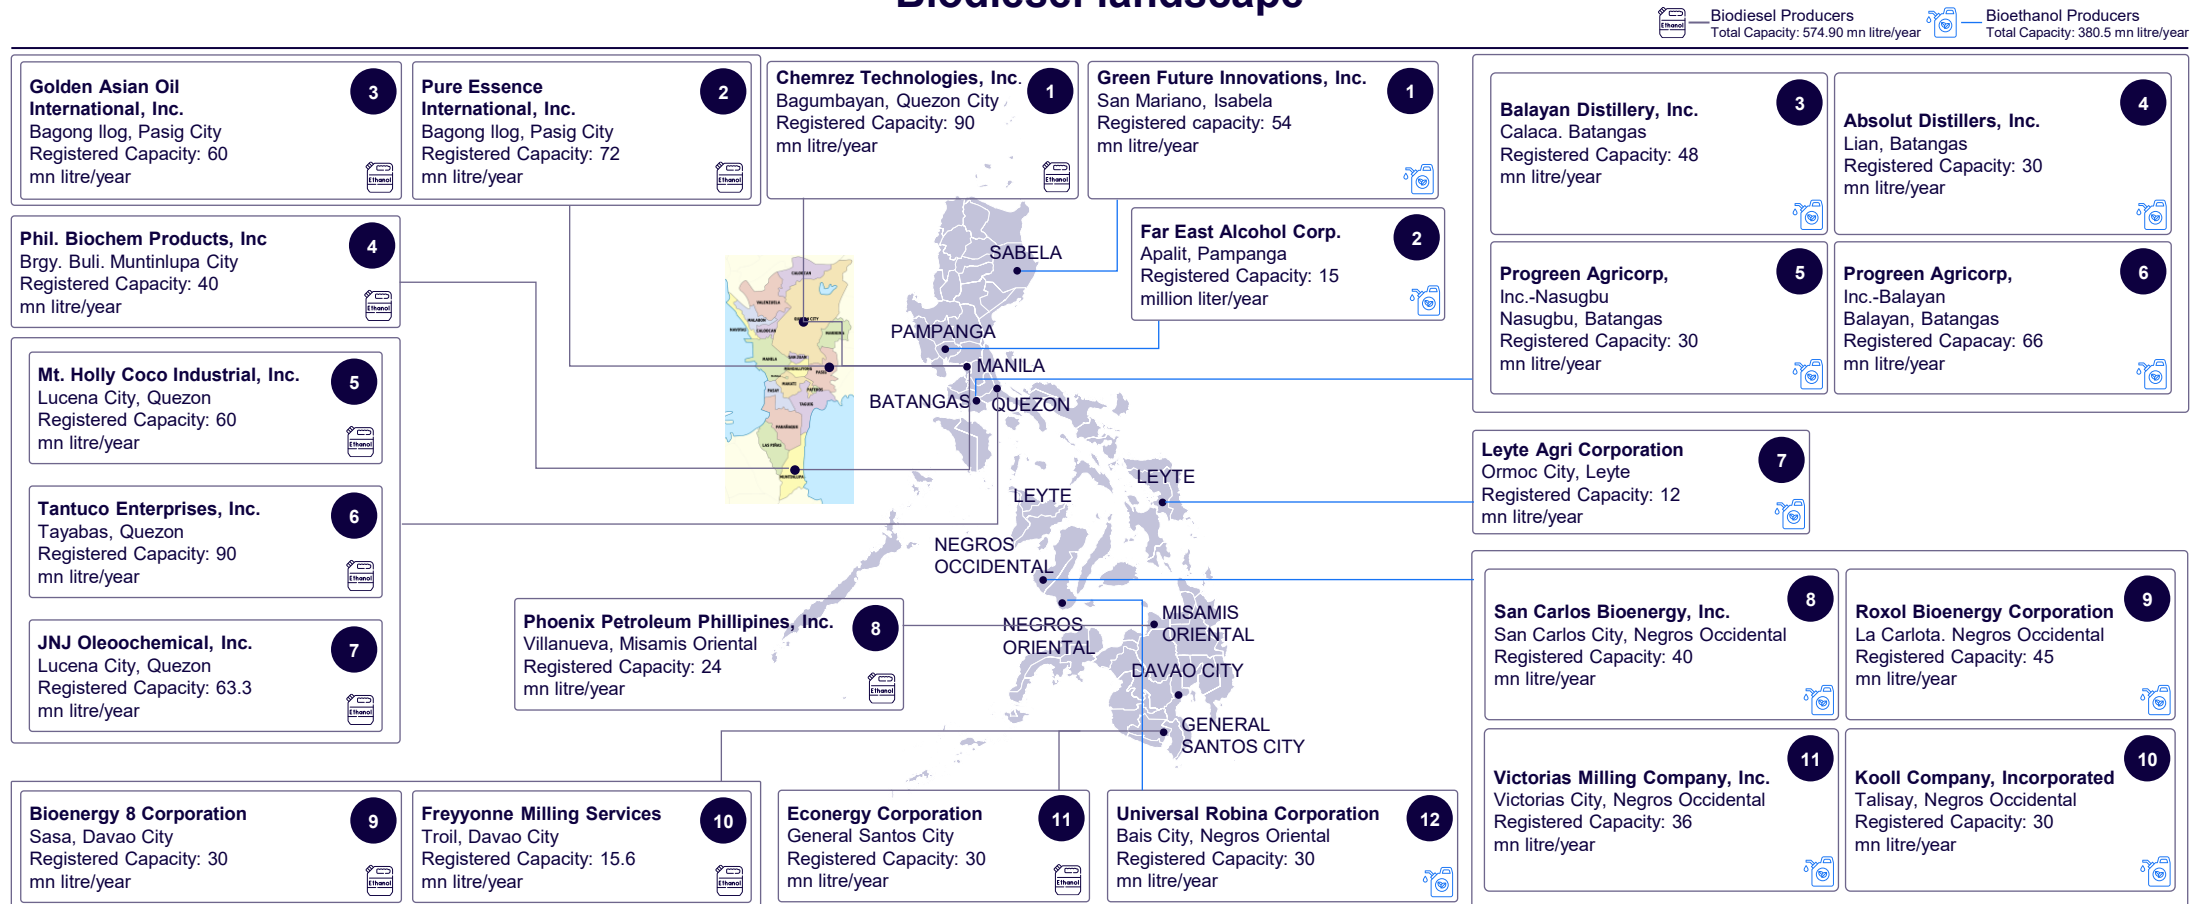 Biodiesel landscape
Biodiesel Producers
Total Capacity: 574.90 mn litre/year
Bioethanol Producers
Total Capacity: 380.5 mn litre/year
Golden Asian Oil
International, Inc.
Bagong Ilog, Pasig City
Registered Capacity: 60
mn litre/year
3
Ethanol
Pure Essence
International, Inc.
Bagong Ilog, Pasig City
Registered Capacity: 72
mn litre/year
2
Ethanol
Chemrez Technologies, Inc.
Bagumbayan, Quezon City
Registered Capacity: 90
mn litre/year
1
Ethanol
Green Future Innovations, Inc.
San Mariano, Isabela
Registered capacity: 54
mn litre/year
1
Balayan Distillery, Inc.
Calaca. Batangas
Registered Capacity: 48
mn litre/year
3
Absolut Distillers, Inc.
Lian, Batangas
Registered Capacity: 30
mn litre/year
4
Phil. Biochem Products, Inc
Brgy. Buli. Muntinlupa City
Registered Capacity: 40
mn litre/year
4
Ethanol
Far East Alcohol Corp.
Apalit, Pampanga
Registered Capacity: 15
million liter/year
2
Progreen Agricorp,
Inc.-Nasugbu
Nasugbu, Batangas
Registered Capacity: 30
mn litre/year
5
Progreen Agricorp,
Inc.-Balayan
Balayan, Batangas
Registered Capacay: 66
mn litre/year
6
Mt. Holly Coco Industrial, Inc.
Lucena City, Quezon
Registered Capacity: 60
mn litre/year
5
Ethanol
Tantuco Enterprises, Inc.
Tayabas, Quezon
Registered Capacity: 90
mn litre/year
6
Ethanol
JNJ Oleoochemical, Inc.
Lucena City, Quezon
Registered Capacity: 63.3
mn litre/year
7
Ethanol
SABELA
PAMPANGA
MANILA
BATANGAS
QUEZON
LEYTE
LEYTE
NEGROS
OCCIDENTAL
NEGROS
ORIENTAL
MISAMIS
ORIENTAL
DAVAO CITY
GENERAL
SANTOS CITY
Leyte Agri Corporation
Ormoc City, Leyte
Registered Capacity: 12
mn litre/year
7
Phoenix Petroleum Phillipines, Inc.
Villanueva, Misamis Oriental
Registered Capacity: 24
mn litre/year
8
Ethanol
San Carlos Bioenergy, Inc.
San Carlos City, Negros Occidental
Registered Capacity: 40
mn litre/year
8
Roxol Bioenergy Corporation
La Carlota. Negros Occidental
Registered Capacity: 45
mn litre/year
9
Victorias Milling Company, Inc.
Victorias City, Negros Occidental
Registered Capacity: 36
mn litre/year
11
Kooll Company, Incorporated
Talisay, Negros Occidental
Registered Capacity: 30
mn litre/year
10
Bioenergy 8 Corporation
Sasa, Davao City
Registered Capacity: 30
mn litre/year
9
Ethanol
Freyyonne Milling Services
Troil, Davao City
Registered Capacity: 15.6
mn litre/year
10
Ethanol
Econergy Corporation
General Santos City
Registered Capacity: 30
mn litre/year
11
Ethanol
Universal Robina Corporation
Bais City, Negros Oriental
Registered Capacity: 30
mn litre/year
12